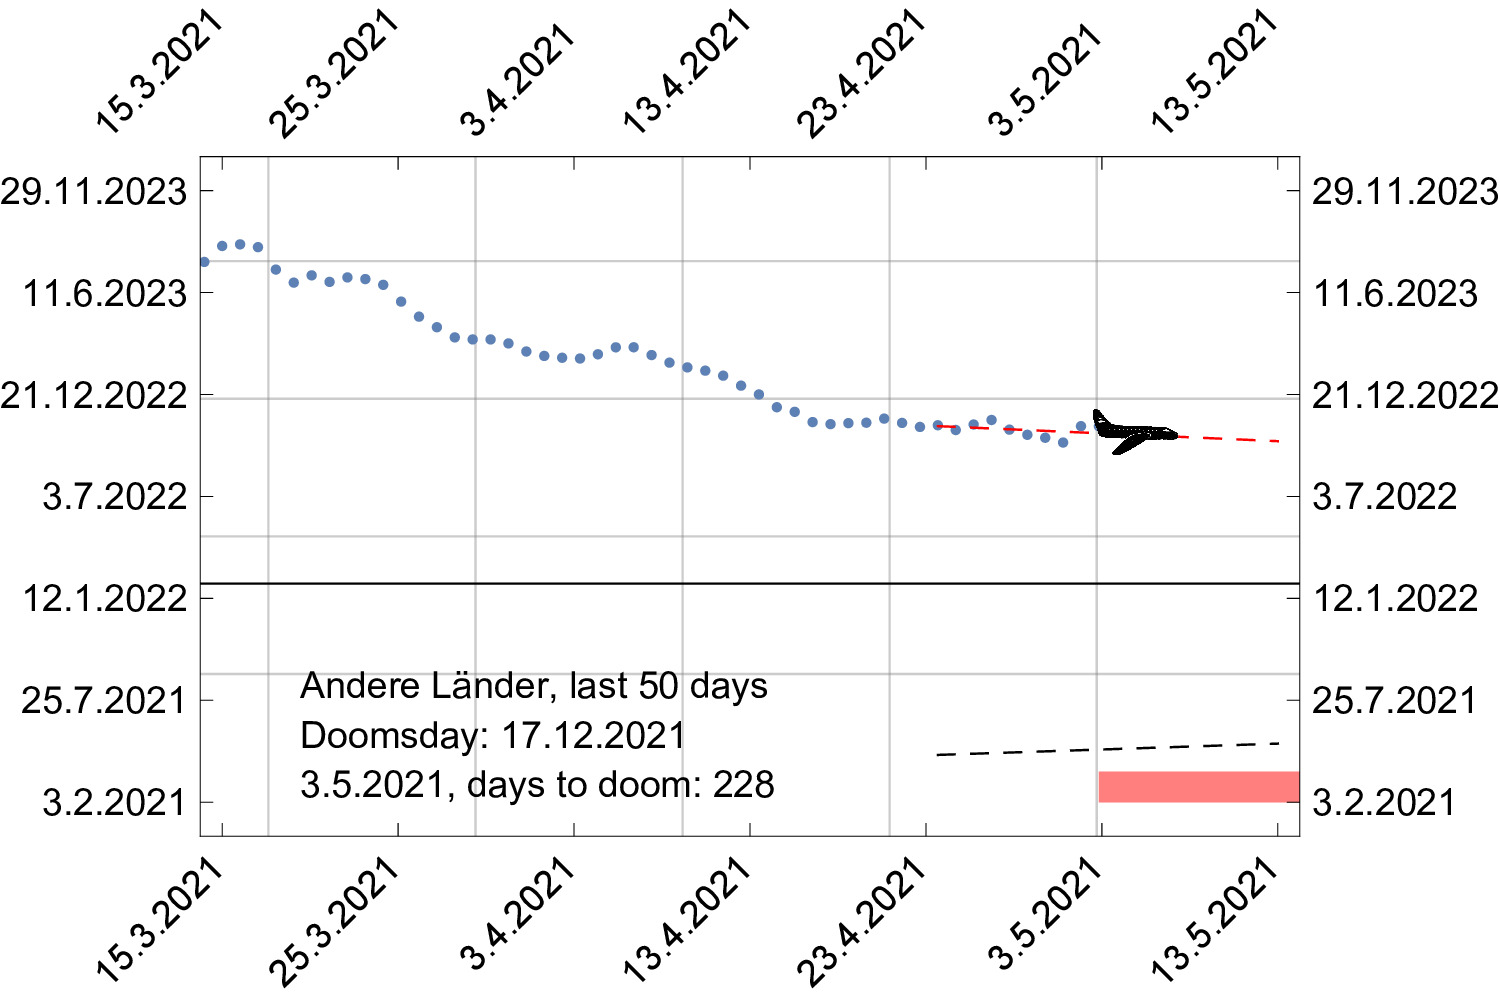 15.3.2021 25.3.2021 3.4.2021 13.4.2021 23.4.2021 3.5.2021 13.5.2021
29.11.2023 29.11.2023
11.6.2023 11.6.2023
21.12.2022 21.12.2022
3.7.2022 3.7.2022
12.1.2022 12.1.2022
Andere Länder, last 50 days
25.7.2021 25.7.2021
Doomsday: 17.12.2021
3.5.2021, days to doom: 228
3.2.2021 3.2.2021
15.3.2021 25.3.2021 3.4.2021 13.4.2021 23.4.2021 3.5.2021 13.5.2021